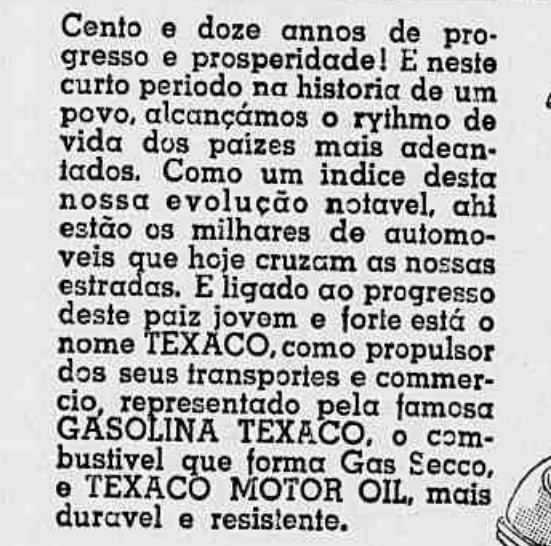 Cento e doze annos de pro-
gresso e prosperidade! E neste
curto periodo na historia de um
povo, alcançámos o rythmo de
vida dos paizes mais adean-
tados. Como um indice desta
nossa evolução notavel, ahi
estão os milhares de automo-
veis que hoje cruzam as nossas
estradas. E ligado ao progresso
deste paiz jovem e forte está o
nome TEXACO, como propulsor
dos seus transportes e commer-
cio, representado pela famosa
GASOLINA TEXACO, o com-
bustivel que forma Gas Secco,
e TEXACO MOTOR OIL, mais
duravel e resistente.